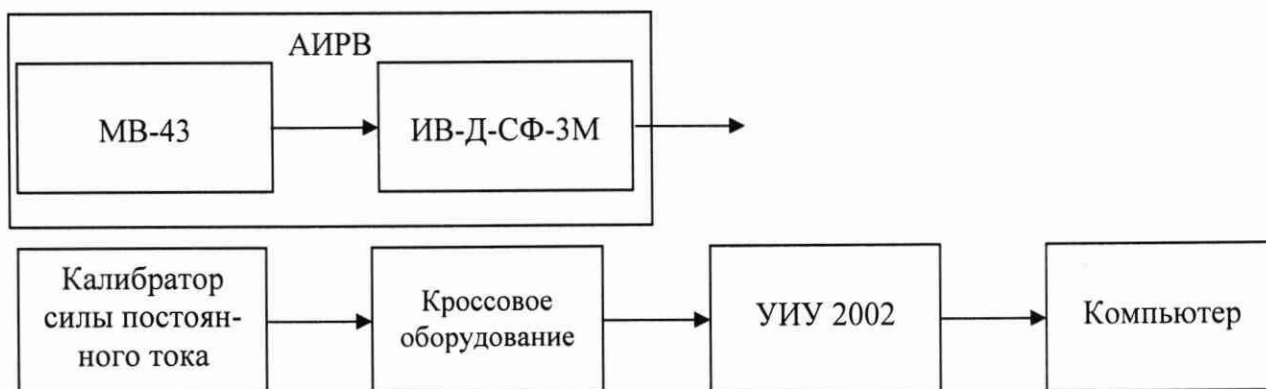 АИРВ
МВ-43
ИВ-Д-СФ-3М
Калибратор
силы постоян-
ного тока
Кроссовое
оборудование
УИУ 2002
Компьютер